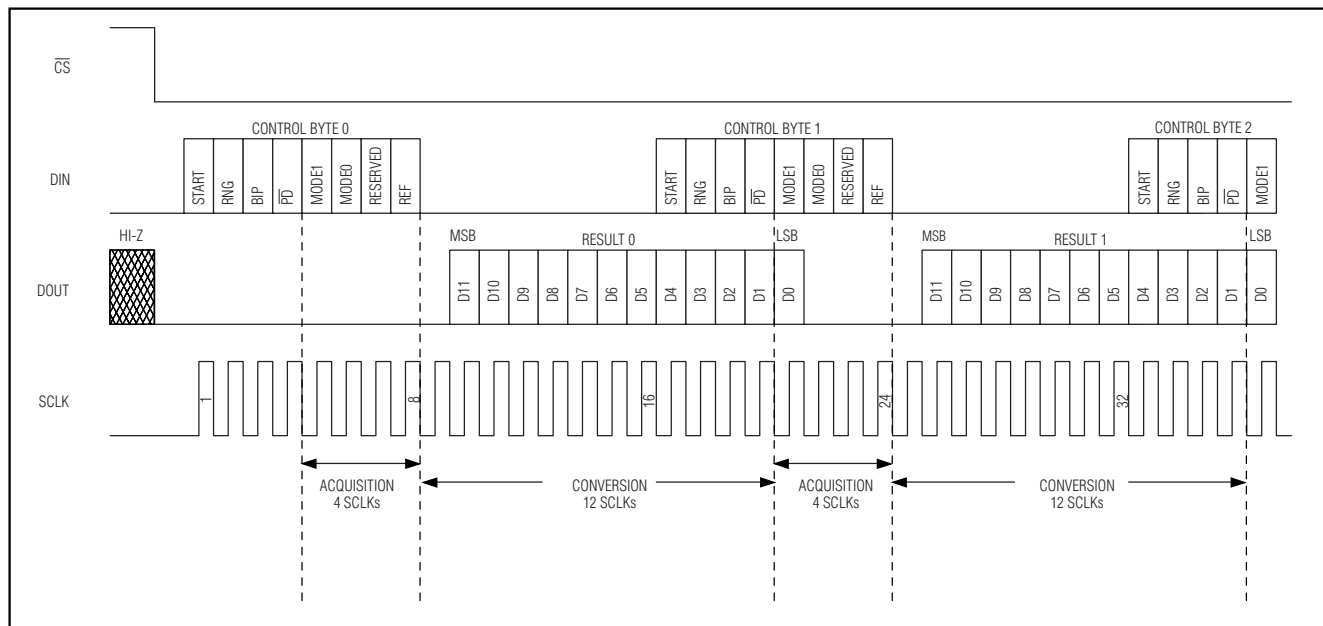 CS
CONTROL BYTE 0
CONTROL BYTE 1
CONTROL BYTE 2
DIN
START
RNG
BIP
PD
MODE1
MODE0
RESERVED
REF
START
RNG
BIP
PD
MODE1
MODE0
RESERVED
REF
START
RNG
BIP
PD
MODE1
HI-Z
MSB
RESULT 0
LSB
MSB
RESULT 1
LSB
DOUT
D11
D10
D9
D8
D7
D6
D5
D4
D3
D2
D1
D0
D11
D10
D9
D8
D7
D6
D5
D4
D3
D2
D1
D0
SCLK
1
8
16
24
32
ACQUISITION
4 SCLKs
CONVERSION
12 SCLKs
ACQUISITION
4 SCLKs
CONVERSION
12 SCLKs